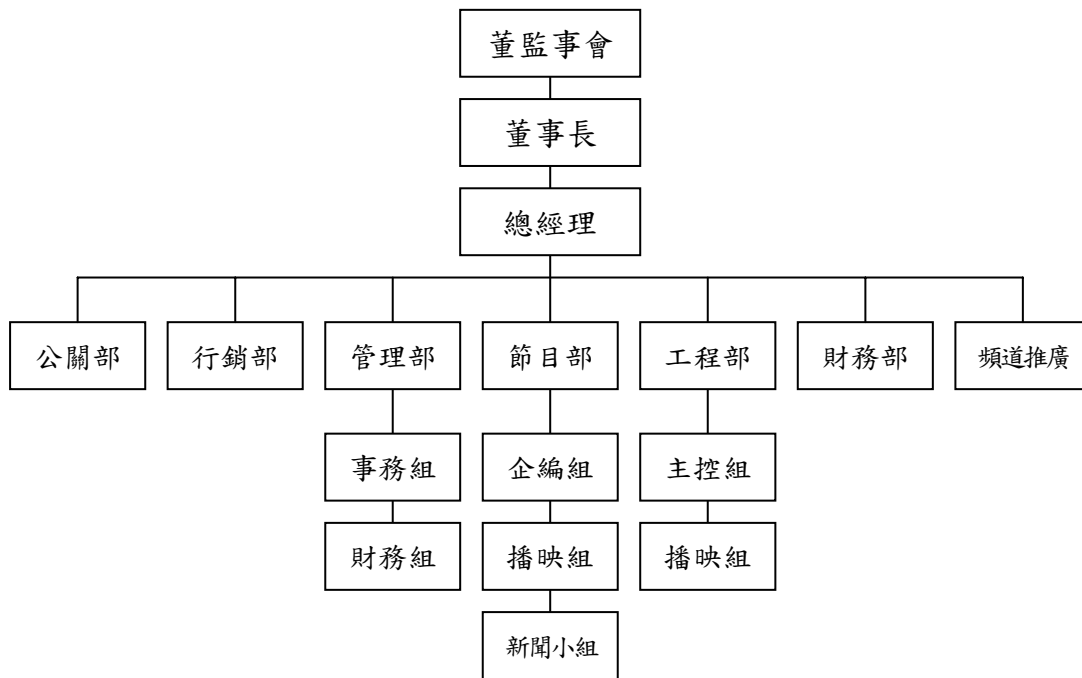 董監事會
董事長
總經理
公關部
行銷部
管理部
節目部
工程部
財務部
頻道推廣
事務組
企編組
主控組
財務組
播映組
播映組
新聞小組